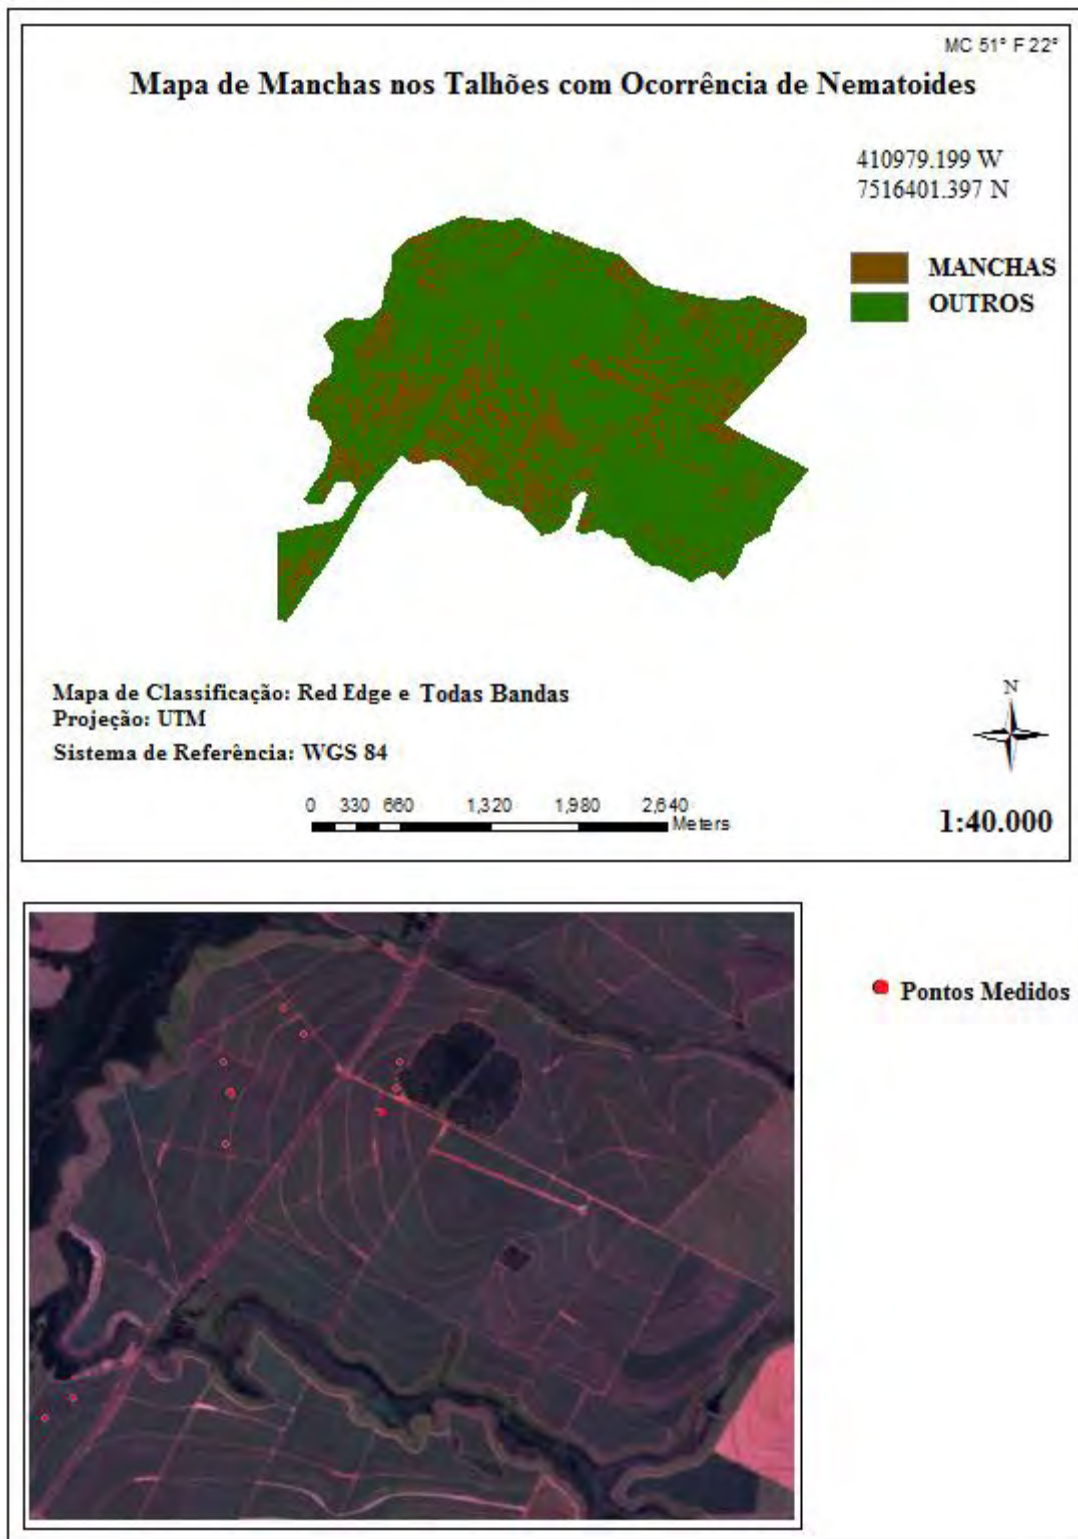 MC 51° F 22°
Mapa de Manchas nos Talhões com Ocorrência de Nematoides
410979.199 W
7516401.397 N
MANCHAS
OUTROS
Mapa de Classificação: Red Edge e Todas Bandas
Projeção: UTM
Sistema de Referência: WGS 84
N
0 330 660 1,320 1,980 2,640
Meters
1:40.000
Pontos Medidos